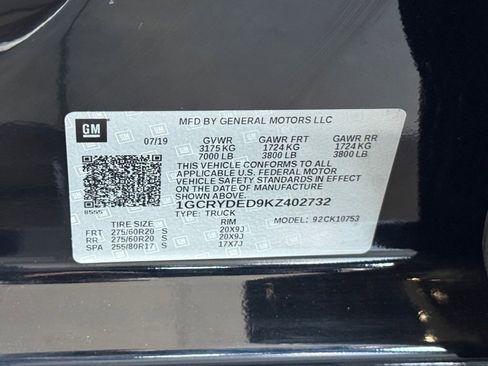 GM
MFD BY GENERAL MOTORS LLC
07/19 GVWR GAWR FRT GAWR RR
3175 KG 1724 KG 1724 KG
7000 LB 3800 LB 3800 LB
THIS VEHICLE CONFORMS TO ALL
APPLICABLE U.S. FEDERAL MOTOR
VEHICLE SAFETY AND THEFT PREVENTION
STANDARDS IN EFFECT ON THE DATE OF
MANUFACTURE SHOWN ABOVE.
8555 1GCRYDED9KZ402732
TYPE: TRUCK MODEL: 92CK10753
TIRE SIZE RIM
FRT 275/60R20 S 20X9J
RR 275/60R20 S 20X9J
SPA 255/80R17 S 17X7J